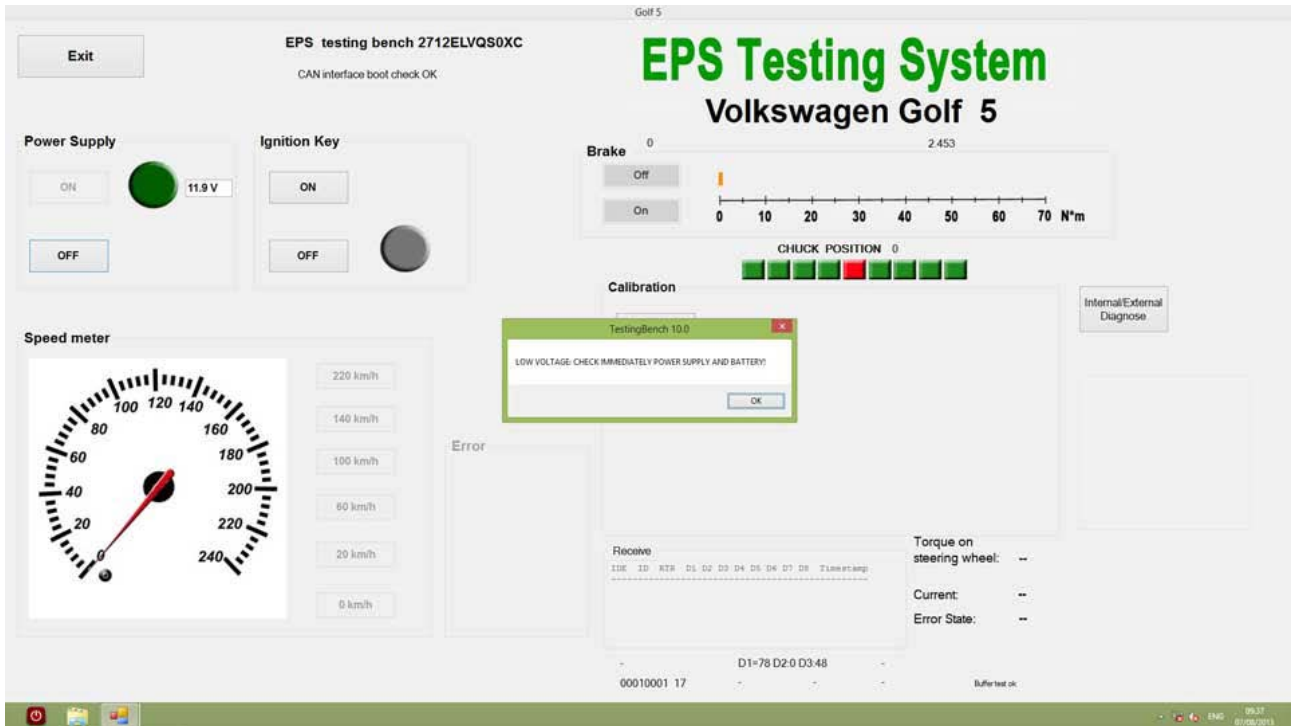 Golf 5
Exit
EPS testing bench 2712ELVQS0XC
CAN interface boot check OK
EPS Testing System
Volkswagen Golf 5
Power Supply
ON
11.9 V
OFF
Ignition Key
ON
OFF
Brake
0
2.453
Off
On
0 10 20 30 40 50 60 70 N*m
CHUCK POSITION 0
Calibration
Internal/External
Diagnose
TestingBench 10.0
LOW VOLTAGE: CHECK IMMEDIATELY POWER SUPPLY AND BATTERY!
OK
Speed meter
0 20 40 60 80 100 120 140 160 180 200 220 240
220 km/h
140 km/h
100 km/h
60 km/h
20 km/h
0 km/h
Error
Receive
IDE ID RTR D1 D2 D3 D4 D5 D6 D7 D8 Timestamp
Torque on
steering wheel: --
Current: --
Error State: --
- D1=78 D2:0 D3:48 -
00010001 17 - - - Buffer test ok
ENG
09.37
07/08/2013